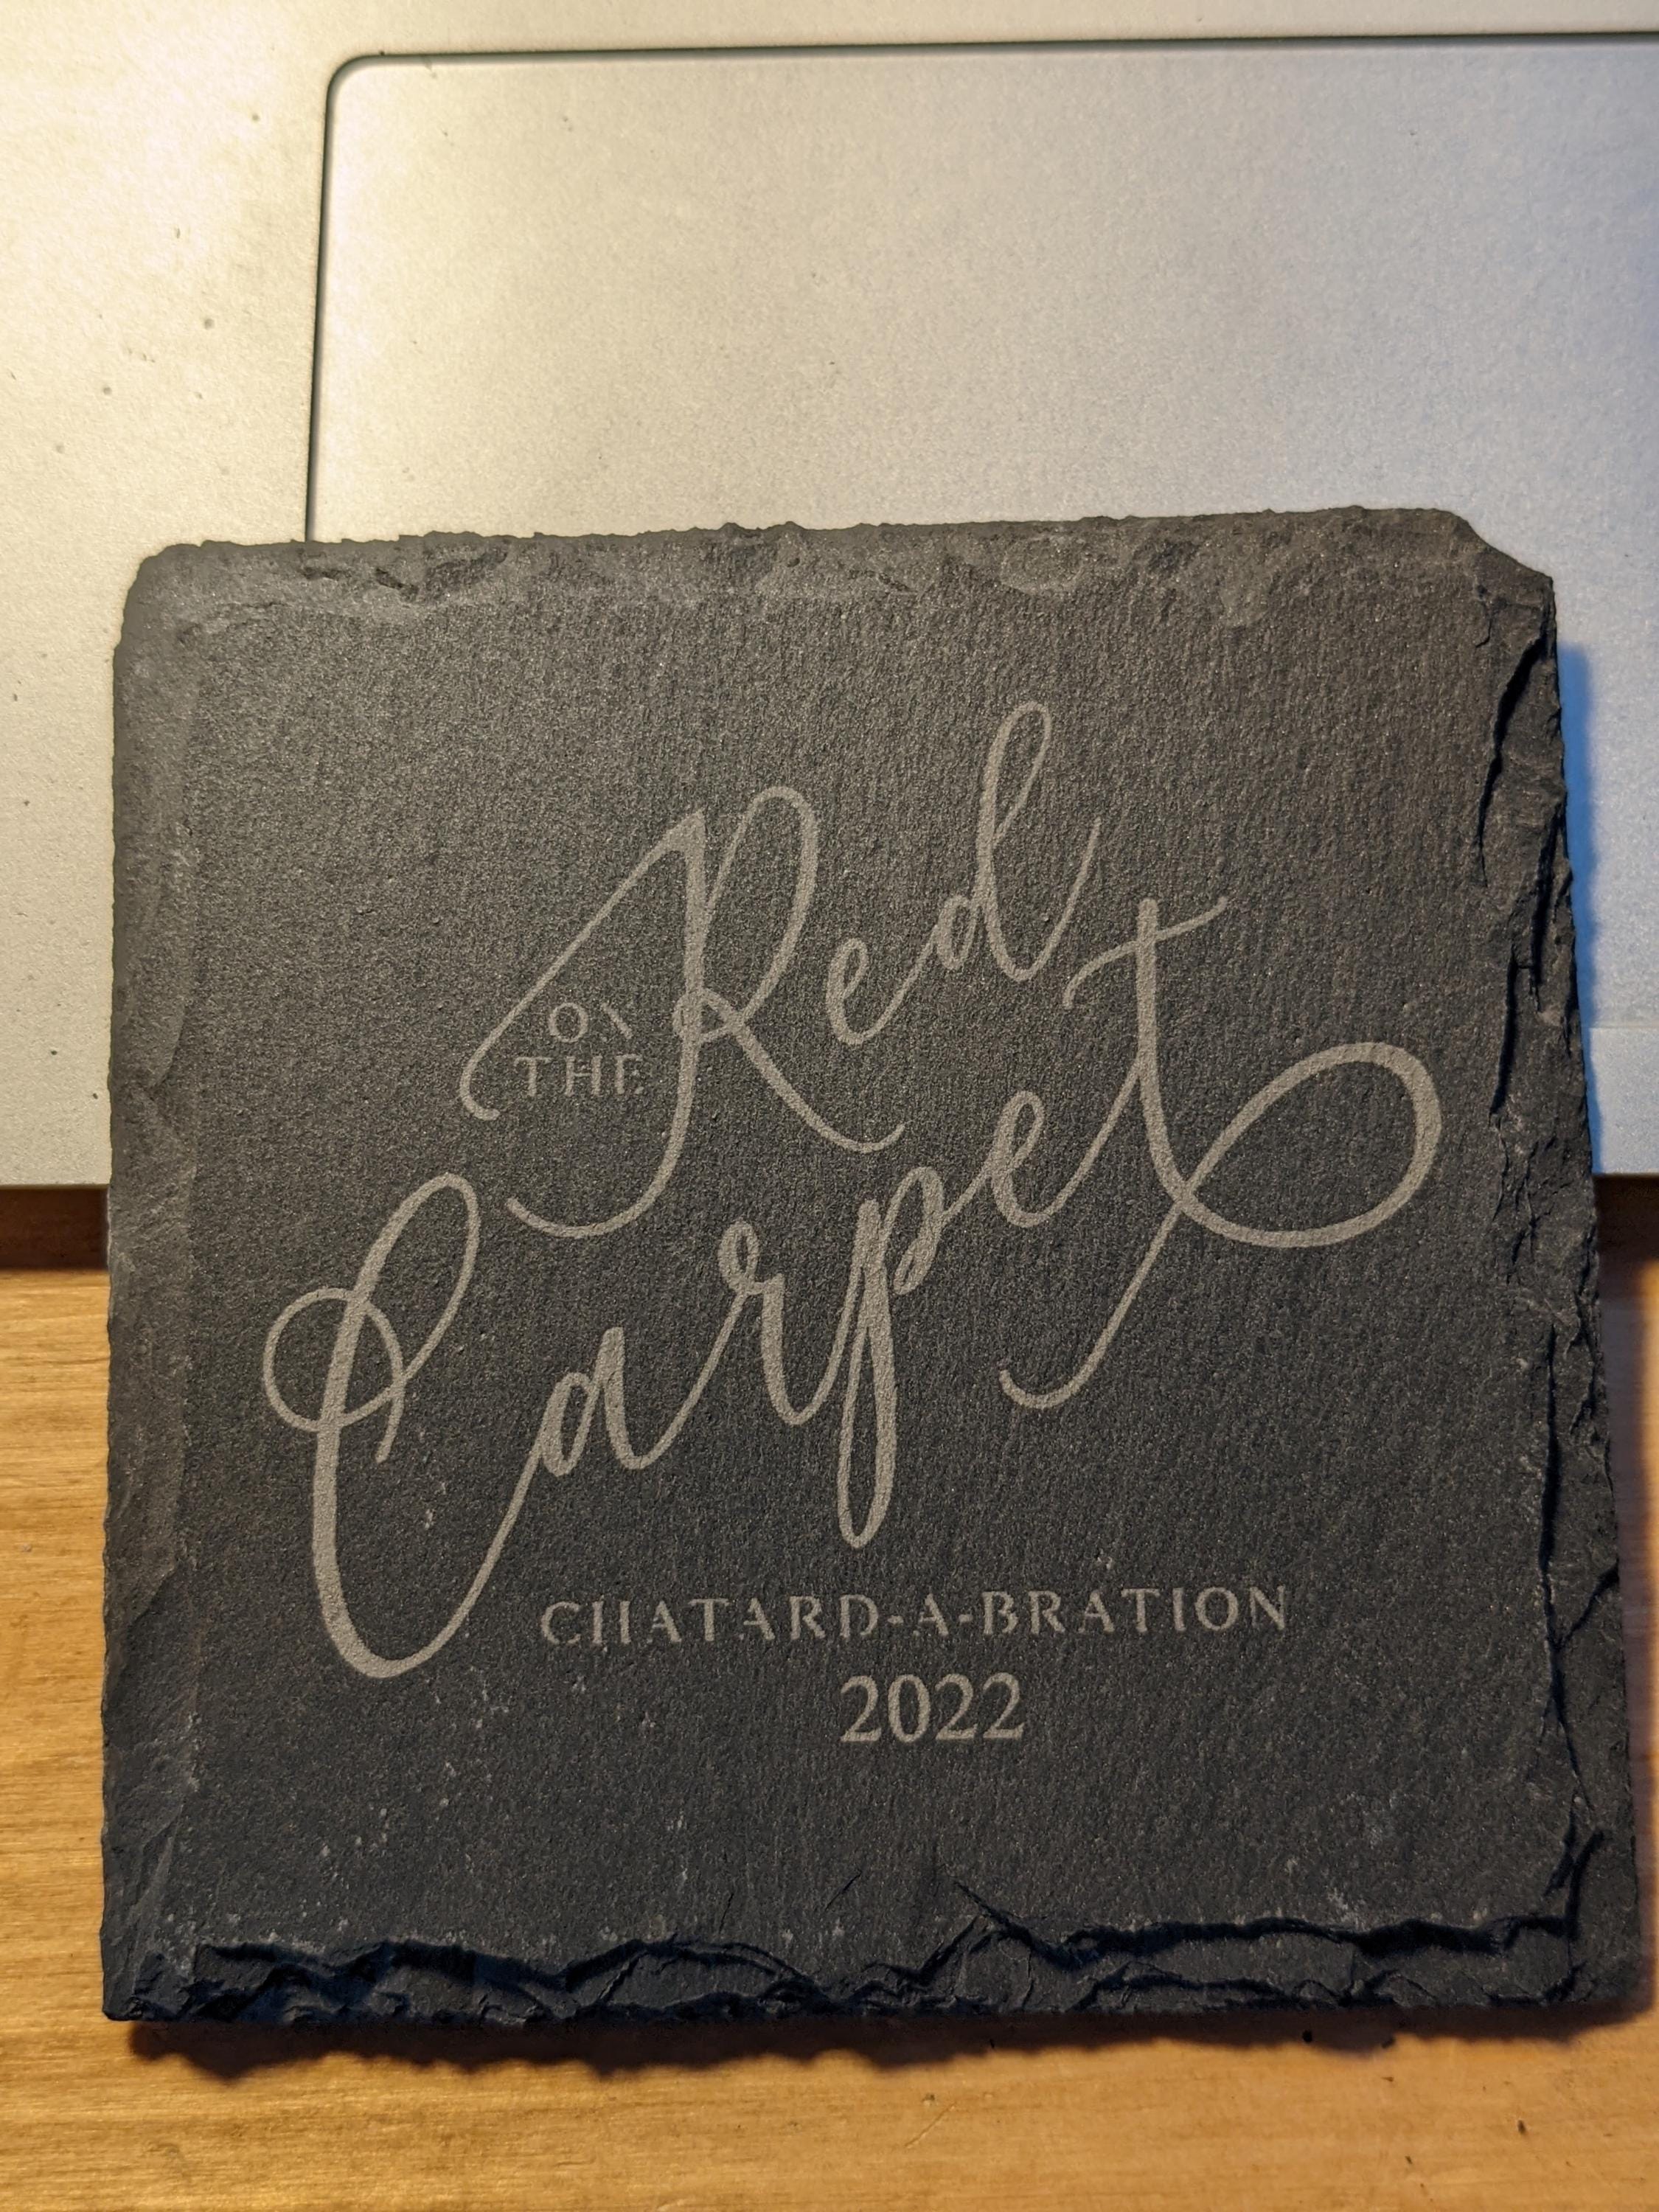 ON
THE
Red
Carpet
CHATARD-A-BRATION
2022